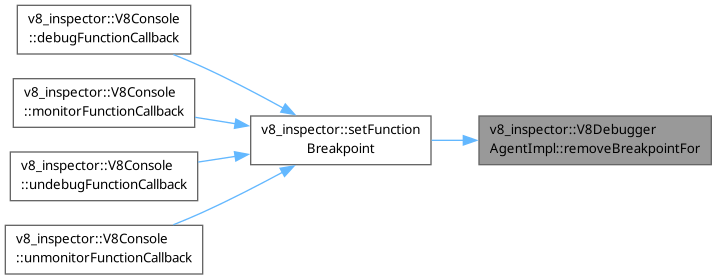 v8_inspector::V8Console
::debugFunctionCallback
v8_inspector::V8Console
::monitorFunctionCallback
v8_inspector::V8Console
::undebugFunctionCallback
v8_inspector::V8Console
::unmonitorFunctionCallback
v8_inspector::setFunction
Breakpoint
v8_inspector::V8Debugger
AgentImpl::removeBreakpointFor